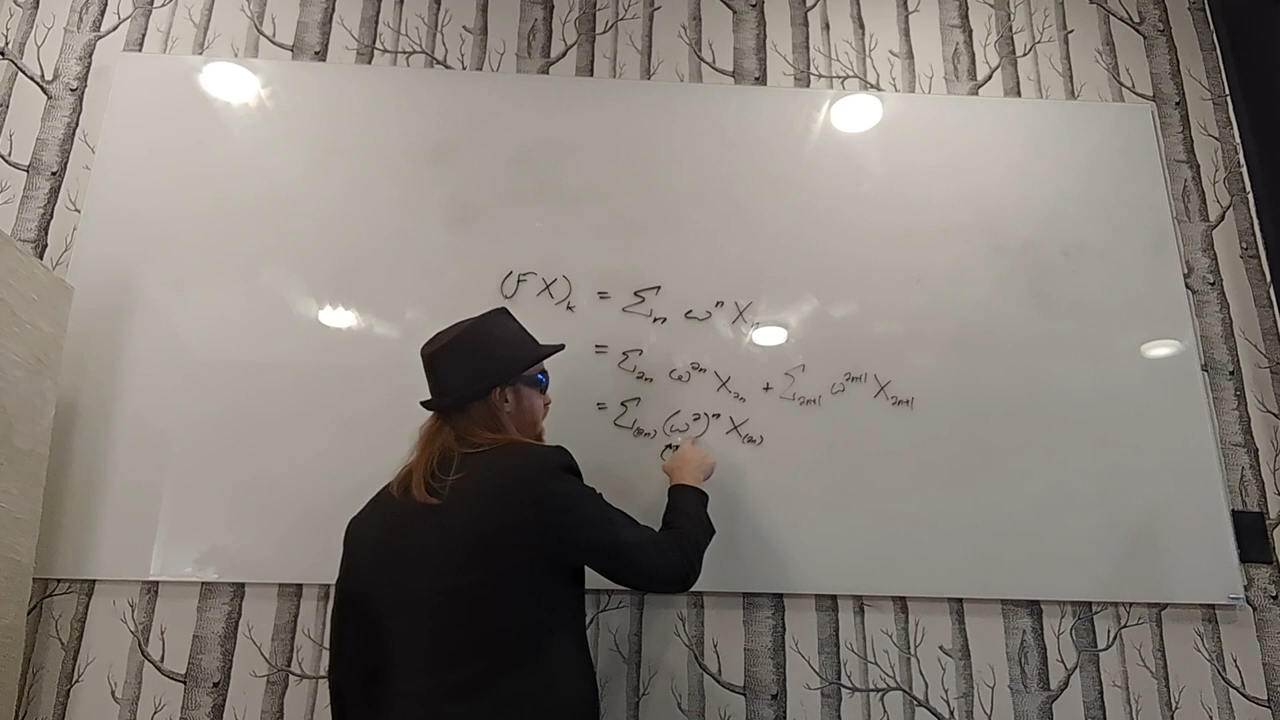 (FX)ₖ = Σₙ ωⁿ Xₙ
= Σ₂ₙ ω²ⁿ X₂ₙ + Σ₂ₙ₊₁ ω²ⁿ⁺¹ X₂ₙ₊₁
= Σ₍₂ₙ₎ (ω²)ⁿ X₍₂ₙ₎